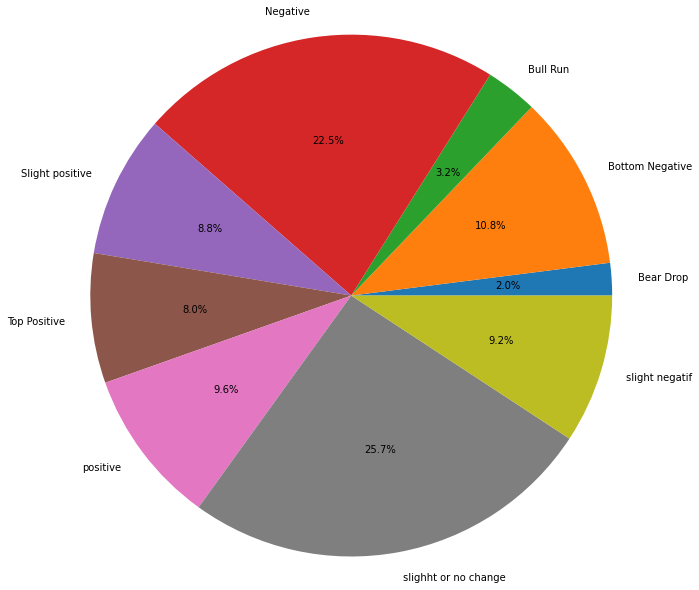 Negative
Bull Run
22.5%
Bottom Negative
3.2%
Slight positive
8.8%
10.8%
Bear Drop
2.0%
Top Positive
8.0%
9.2%
slight negatif
9.6%
positive
25.7%
slighht or no change